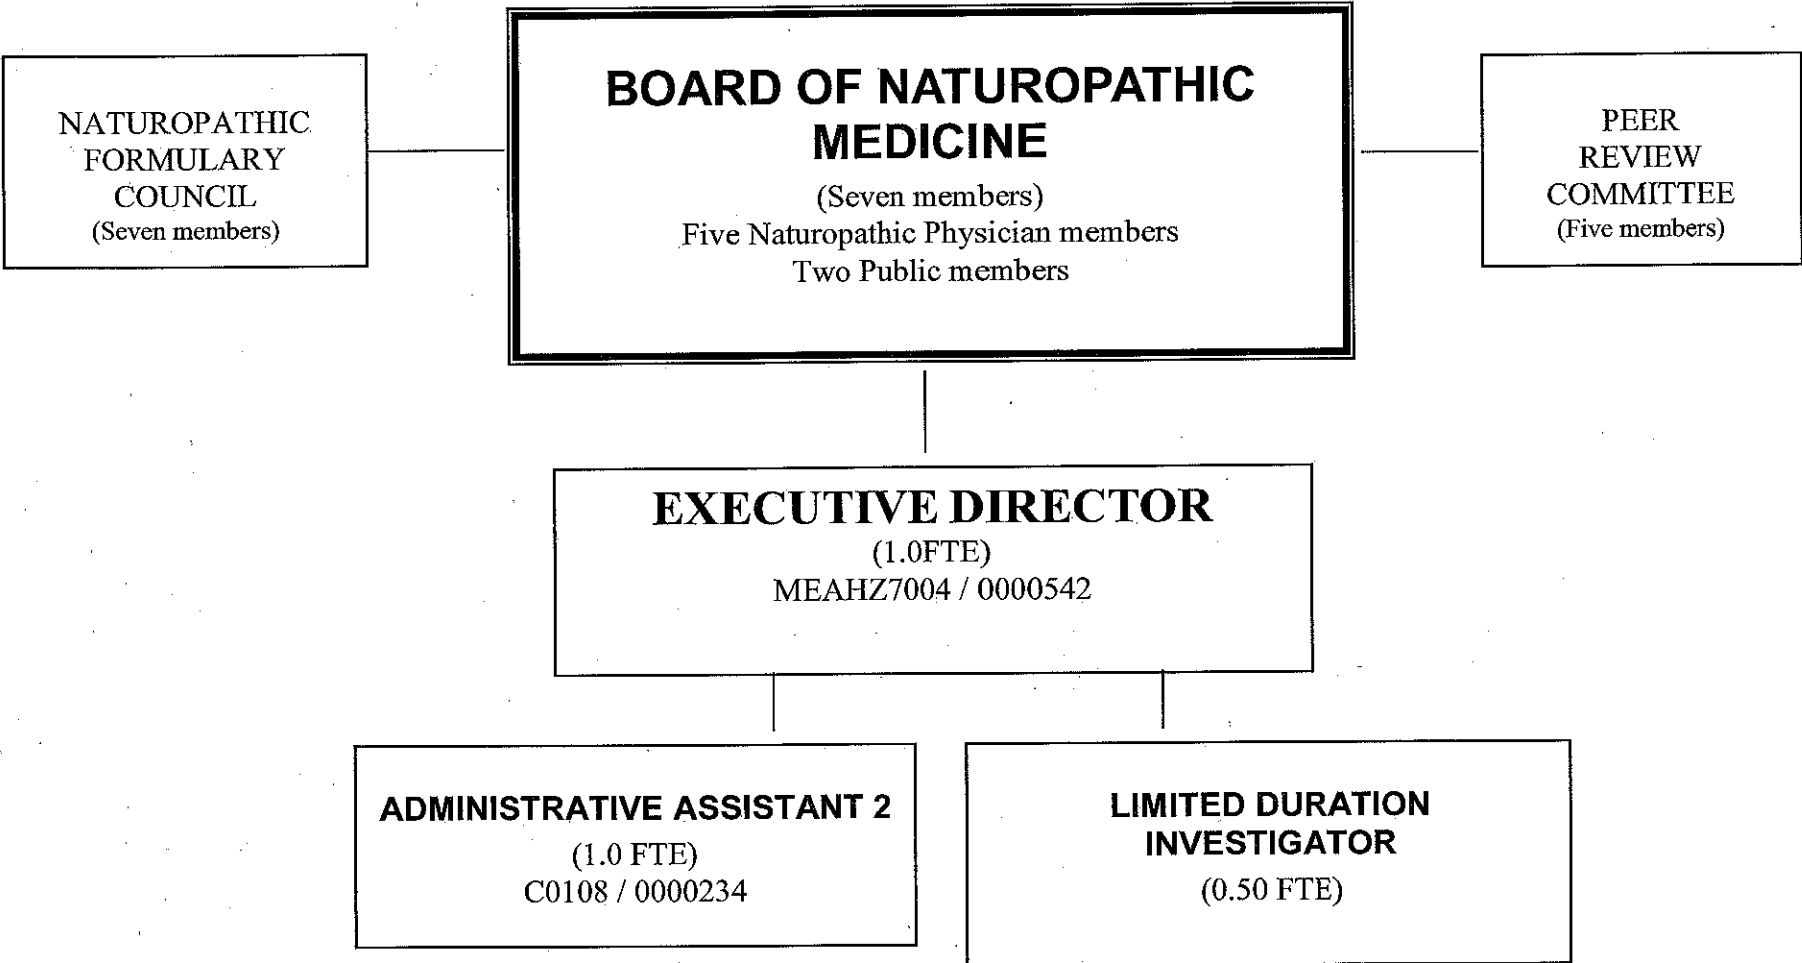 NATUROPATHIC
FORMULARY
COUNCIL
(Seven members)
BOARD OF NATUROPATHIC
MEDICINE
(Seven members)
Five Naturopathic Physician members
Two Public members
PEER
REVIEW
COMMITTEE
(Five members)
EXECUTIVE DIRECTOR
(1.0FTE)
MEAHZ7004 / 0000542
ADMINISTRATIVE ASSISTANT 2
(1.0 FTE)
C0108 / 0000234
LIMITED DURATION
INVESTIGATOR
(0.50 FTE)